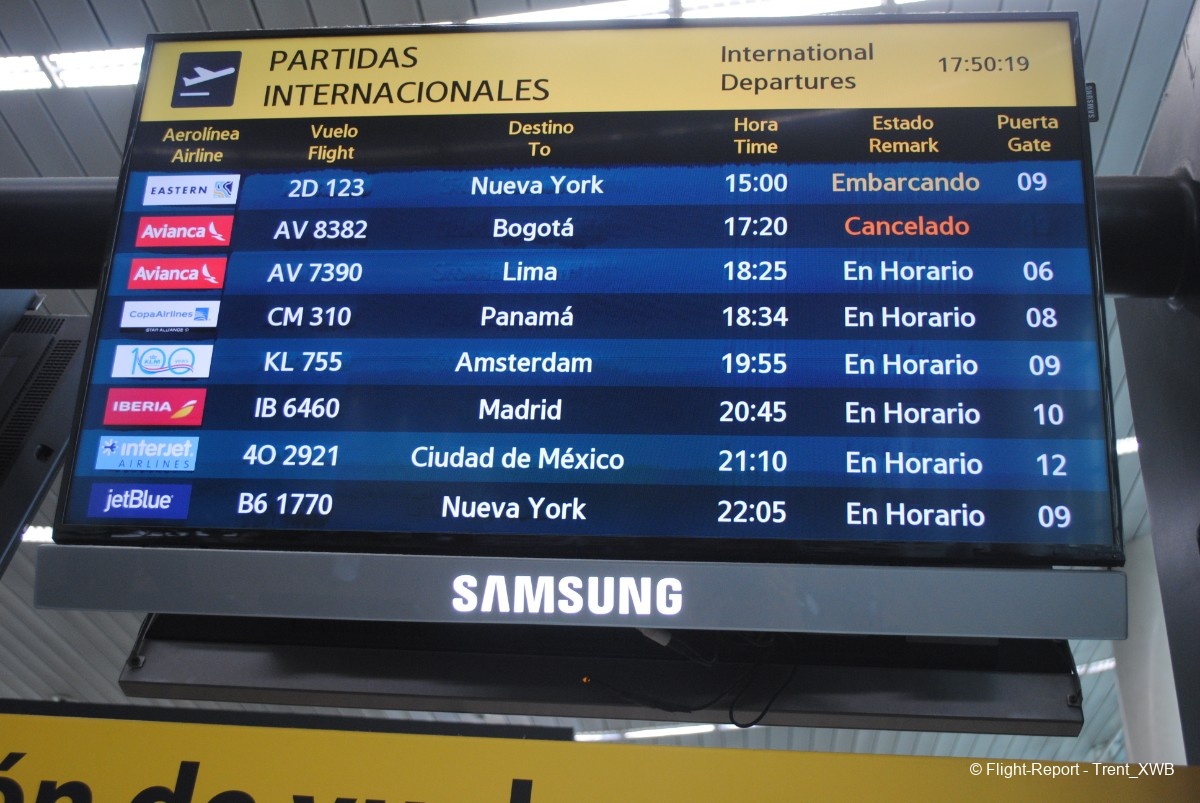 PARTIDAS INTERNACIONALES
International Departures
17:50:19
SAMSUNG
Aerolínea Vuelo Destino Hora Estado Puerta
Airline Flight To Time Remark Gate
EASTERN 2D 123 Nueva York 15:00 Embarcando 09
Avianca AV 8382 Bogotá 17:20 Cancelado
Avianca AV 7390 Lima 18:25 En Horario 06
CopaAirlines CM 310 Panamá 18:34 En Horario 08
STAR ALLIANCE
KLM 100 KL 755 Amsterdam 19:55 En Horario 09
IBERIA IB 6460 Madrid 20:45 En Horario 10
interjet AIRLINES 4O 2921 Ciudad de México 21:10 En Horario 12
jetBlue B6 1770 Nueva York 22:05 En Horario 09
SAMSUNG
© Flight-Report - Trent_XWB